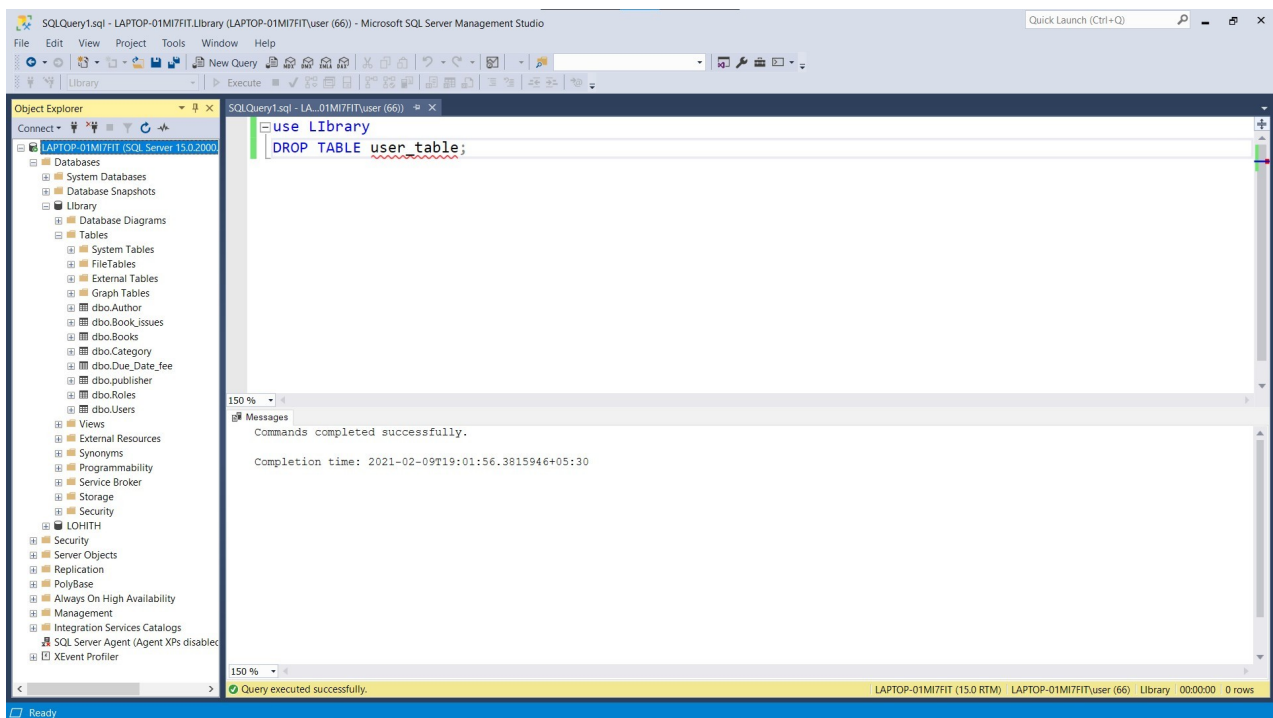 SQLQuery1.sql - LAPTOP-01MI7FIT.LIbrary (LAPTOP-01MI7FIT\user (66)) - Microsoft SQL Server Management Studio
Quick Launch (Ctrl+Q)
File Edit View Project Tools Window Help
New Query
LIbrary
Execute
Object Explorer
SQLQuery1.sql - LA...01MI7FIT\user (66))
Connect
use LIbrary
DROP TABLE user_table;
LAPTOP-01MI7FIT (SQL Server 15.0.2000.
Databases
System Databases
Database Snapshots
LIbrary
Database Diagrams
Tables
System Tables
FileTables
External Tables
Graph Tables
dbo.Author
dbo.Book_issues
dbo.Books
dbo.Category
dbo.Due_Date_fee
dbo.publisher
dbo.Roles
dbo.Users
Views
External Resources
Synonyms
Programmability
Service Broker
Storage
Security
LOHITH
Security
Server Objects
Replication
PolyBase
Always On High Availability
Management
Integration Services Catalogs
SQL Server Agent (Agent XPs disabled
XEvent Profiler
150 %
Messages
Commands completed successfully.
Completion time: 2021-02-09T19:01:56.3815946+05:30
150 %
Query executed successfully.
LAPTOP-01MI7FIT (15.0 RTM) LAPTOP-01MI7FIT\user (66) LIbrary 00:00:00 0 rows
Ready